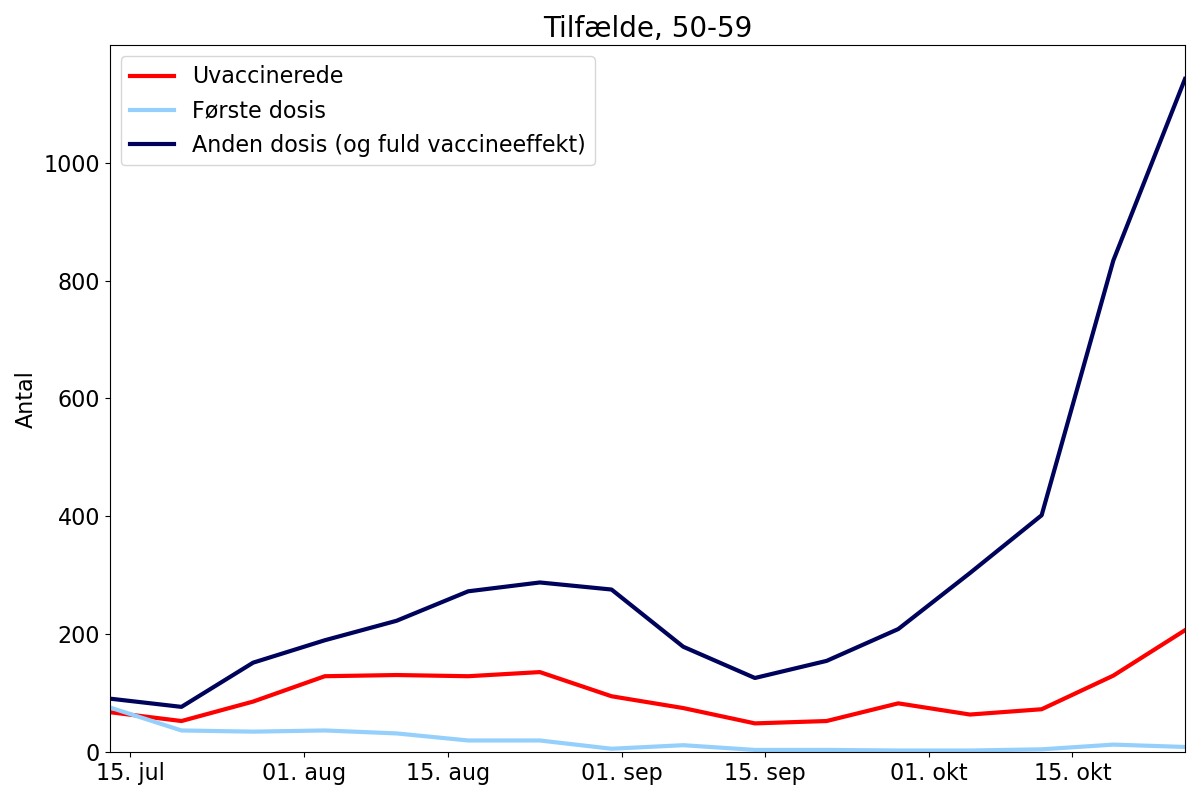 Tilfælde, 50-59
Uvaccinerede
Første dosis
Anden dosis (og fuld vaccineeffekt)
Antal
1000
800
600
400
200
0
15. jul 01. aug 15. aug 01. sep 15. sep 01. okt 15. okt